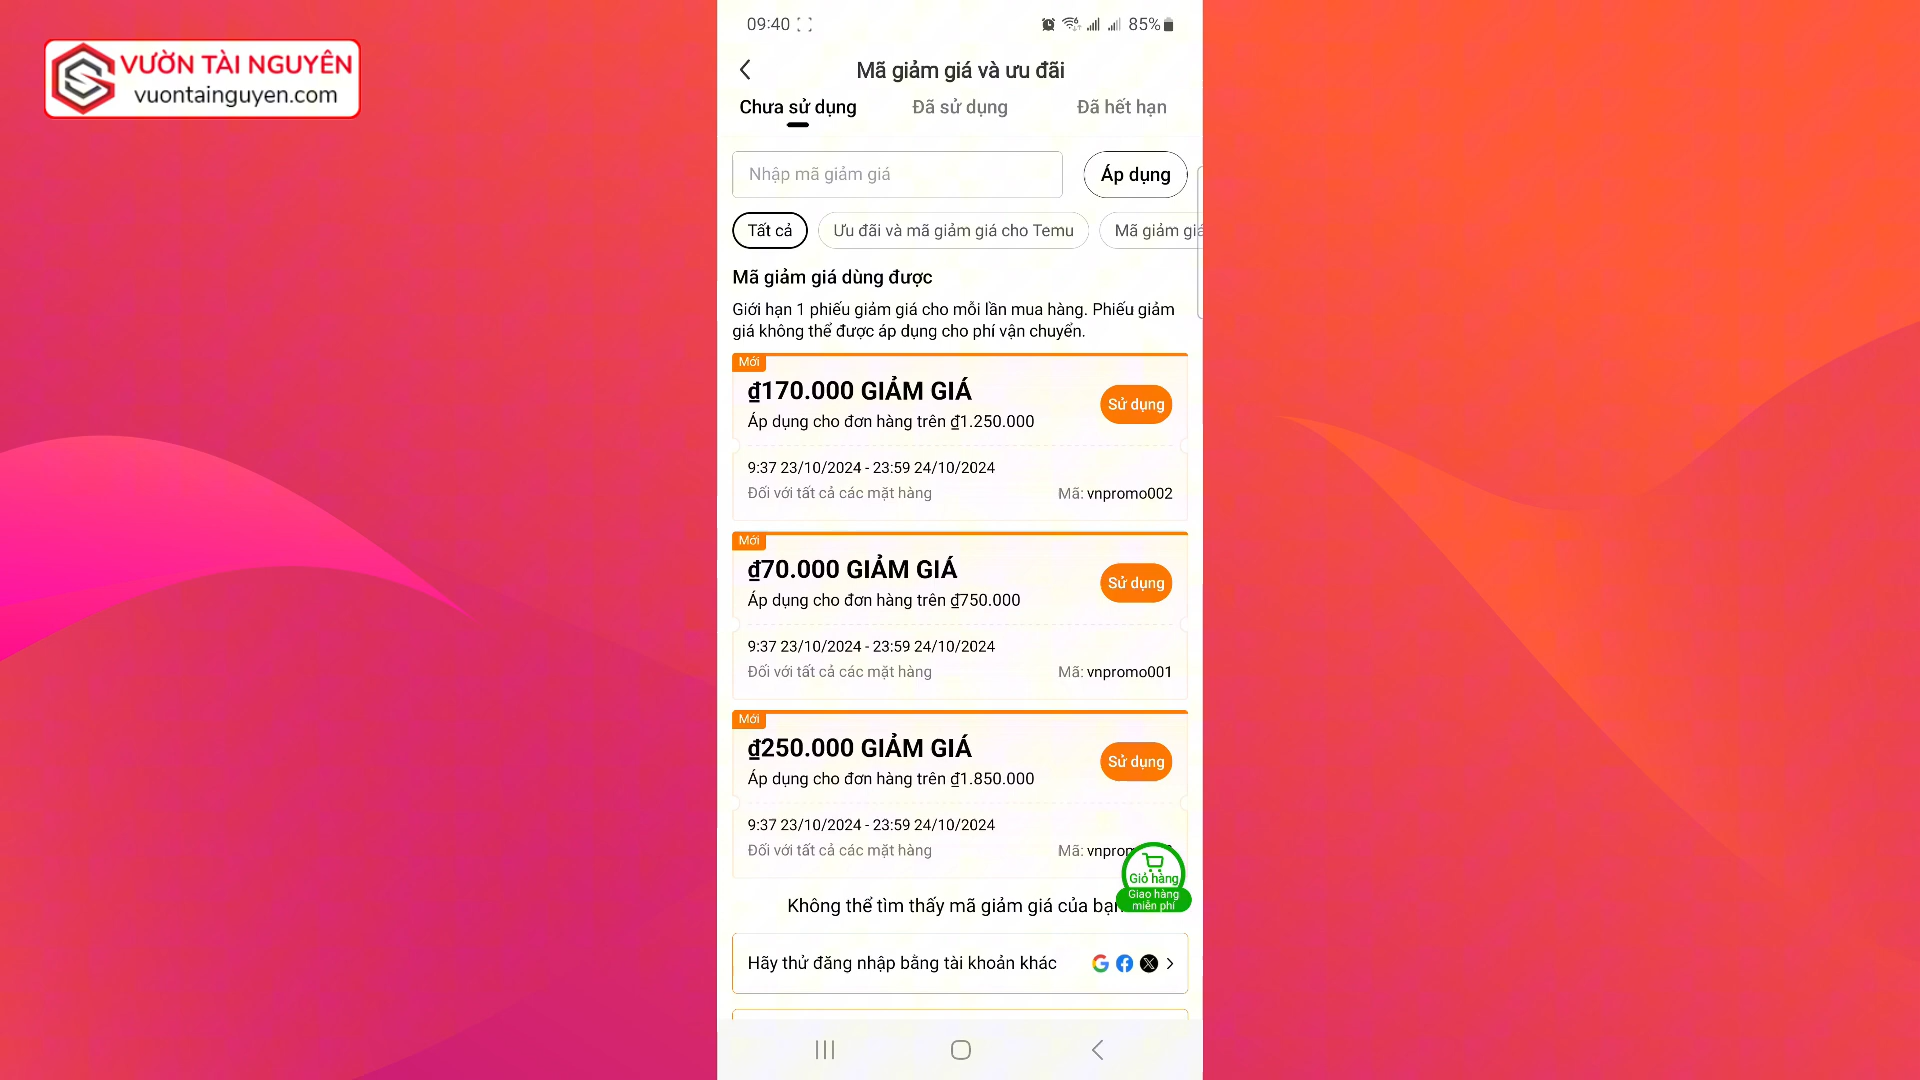 VƯỜN TÀI NGUYÊN
vuontainguyen.com
09:40
85%
Mã giảm giá và ưu đãi
Chưa sử dụng
Đã sử dụng
Đã hết hạn
Nhập mã giảm giá
Áp dụng
Tất cả
Ưu đãi và mã giảm giá cho Temu
Mã giảm giá
Mã giảm giá dùng được
Giới hạn 1 phiếu giảm giá cho mỗi lần mua hàng. Phiếu giảm
giá không thể được áp dụng cho phí vận chuyển.
Mới
₫170.000 GIẢM GIÁ
Áp dụng cho đơn hàng trên ₫1.250.000
Sử dụng
9:37 23/10/2024 - 23:59 24/10/2024
Đối với tất cả các mặt hàng
Mã: vnpromo002
Mới
₫70.000 GIẢM GIÁ
Áp dụng cho đơn hàng trên ₫750.000
Sử dụng
9:37 23/10/2024 - 23:59 24/10/2024
Đối với tất cả các mặt hàng
Mã: vnpromo001
Mới
₫250.000 GIẢM GIÁ
Áp dụng cho đơn hàng trên ₫1.850.000
Sử dụng
9:37 23/10/2024 - 23:59 24/10/2024
Đối với tất cả các mặt hàng
Mã:
Giỏ hàng
Giao hàng
miễn phí
Không thể tìm thấy mã giảm giá của bạn
Hãy thử đăng nhập bằng tài khoản khác